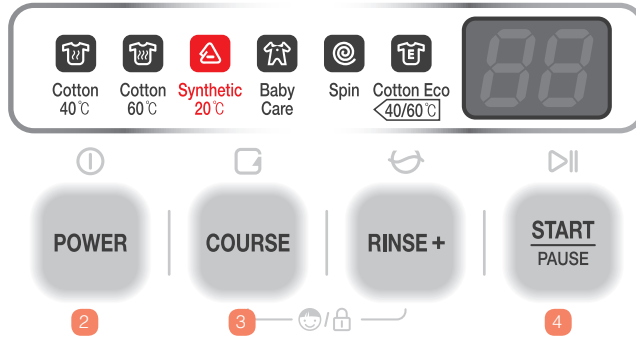 Cotton
40℃
Cotton
60℃
Synthetic
20℃
Baby
Care
Spin
Cotton Eco
40/60℃
E
88
POWER
COURSE
RINSE +
START
PAUSE
2
3
/
4